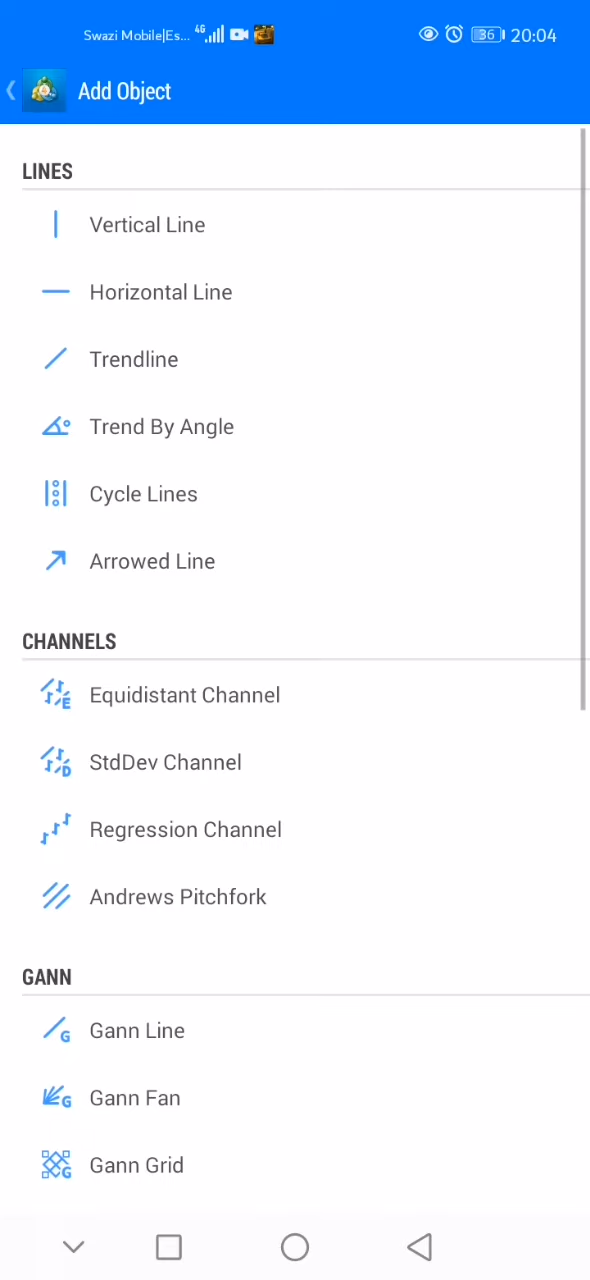 Swazi Mobile|Es... 4G 36 20:04
Add Object
LINES
Vertical Line
Horizontal Line
Trendline
Trend By Angle
Cycle Lines
Arrowed Line
CHANNELS
E Equidistant Channel
D StdDev Channel
Regression Channel
Andrews Pitchfork
GANN
G Gann Line
G Gann Fan
G Gann Grid